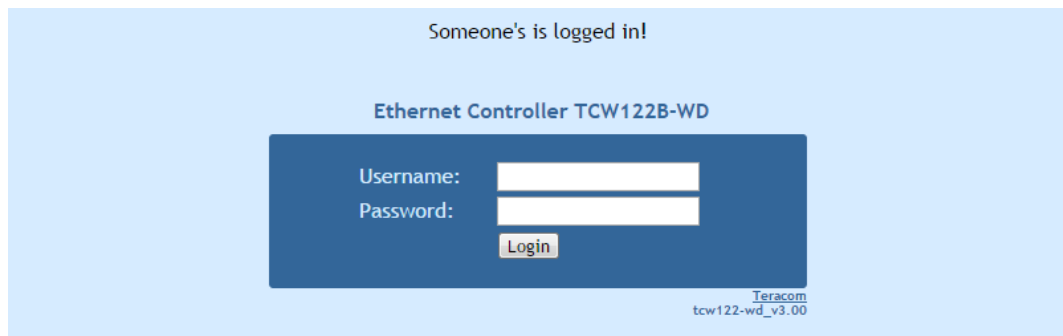 Someone's is logged in!
Ethernet Controller TCW122B-WD
Username:
Password:
Login
Teracom
tcw122-wd_v3.00